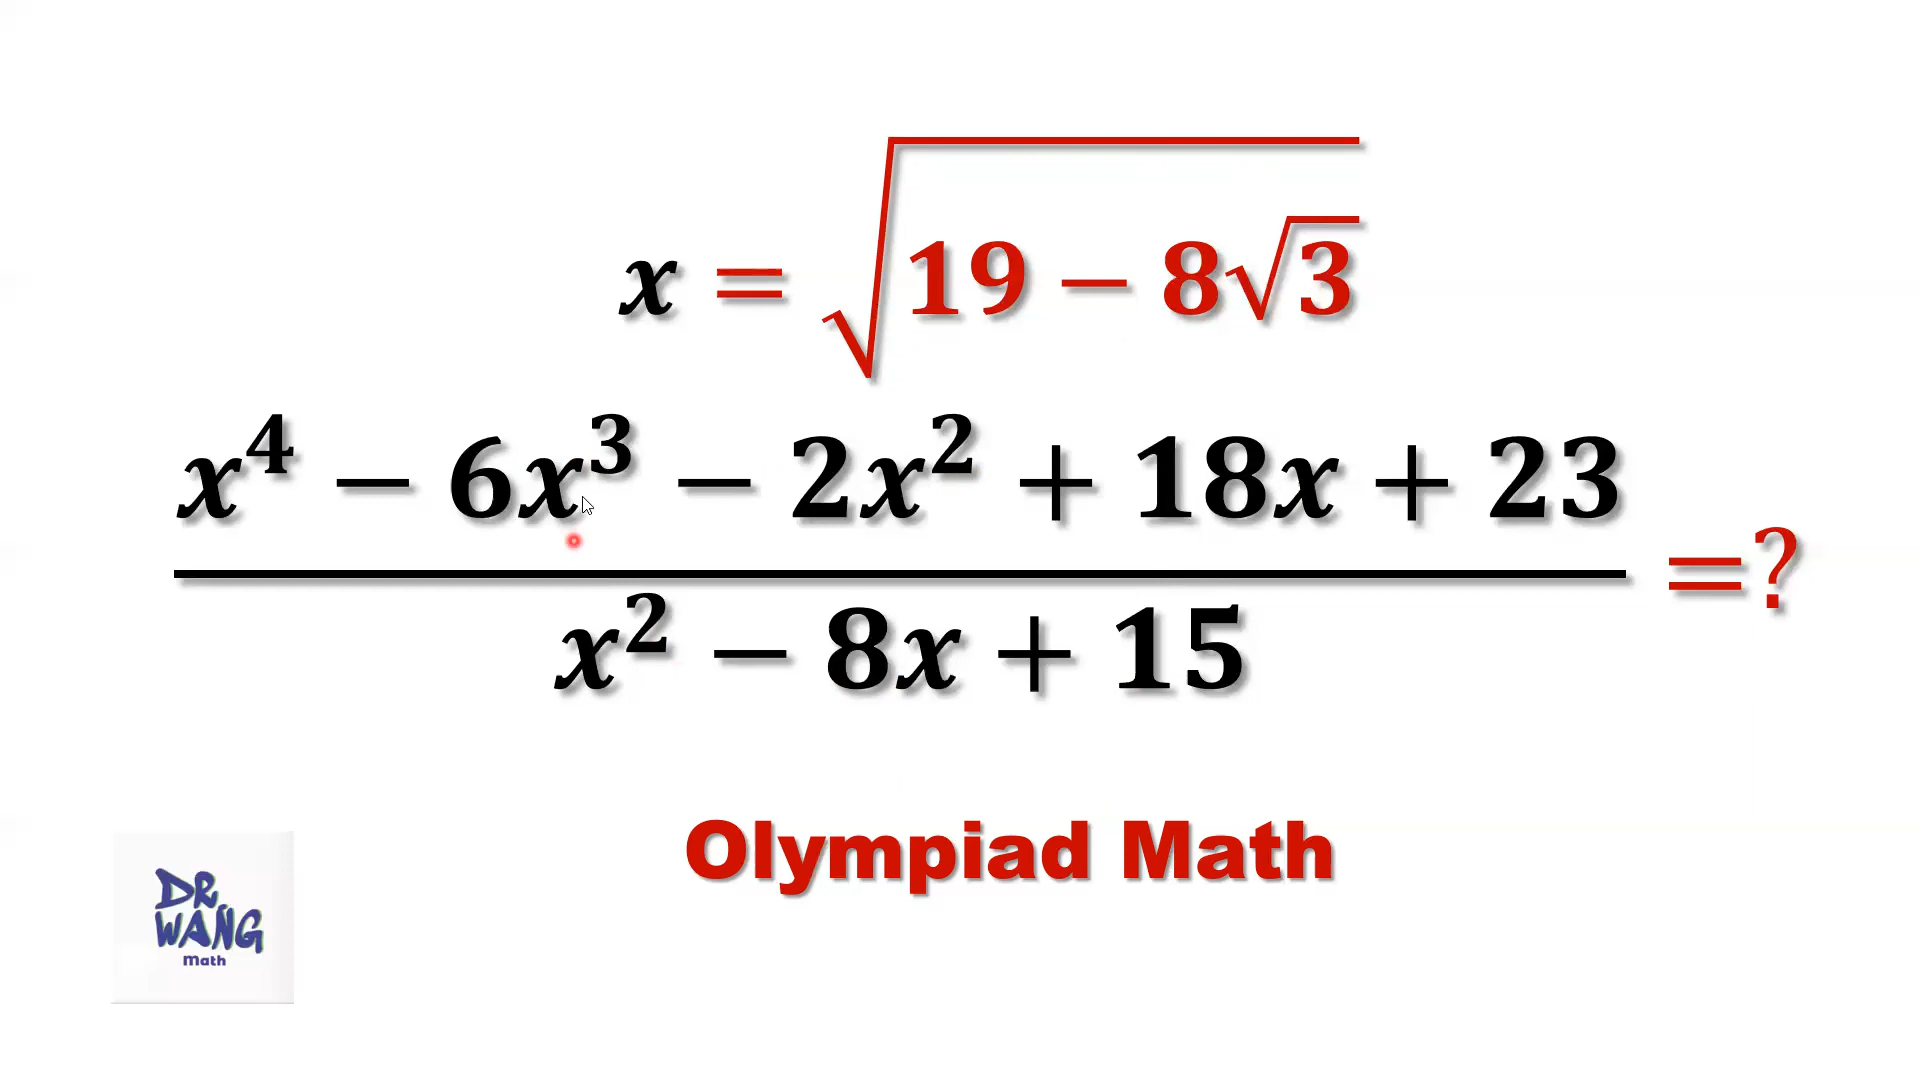 x = √(19 − 8√3)
x⁴ − 6x³ − 2x² + 18x + 23
=?
x² − 8x + 15
Olympiad Math
DR.
WANG
Math